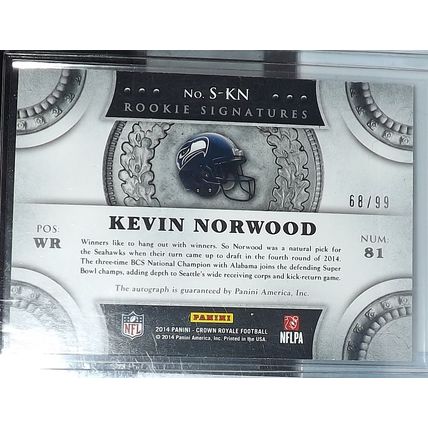 No. S-KN
ROOKIE SIGNATURES
68/99
KEVIN NORWOOD
POS:
WR
NUM:
81
Winners like to hang out with winners. So Norwood was a natural pick for
the Seahawks when their turn came up to draft in the fourth round of 2014.
The three-time BCS National Champion with Alabama joins the defending Super
Bowl champs, adding depth to Seattle's wide receiving corps and kick-return game.
The autograph is guaranteed by Panini America, Inc.
NFL
PANINI
2014 PANINI - CROWN ROYALE FOOTBALL
© 2014 Panini America, Inc. Printed in the USA.
NFLPA